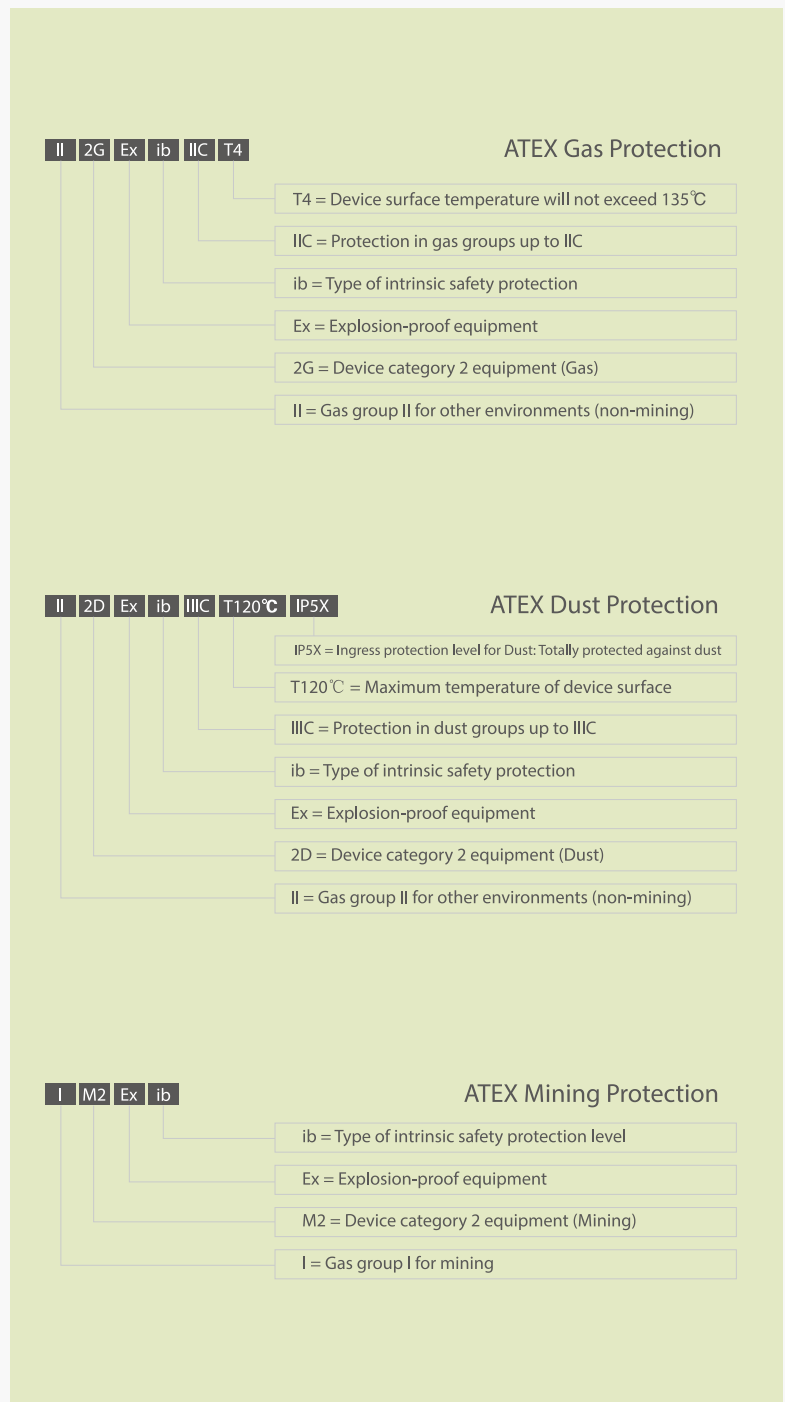 II 2G Ex ib IIC T4 ATEX Gas Protection
T4 = Device surface temperature will not exceed 135℃
IIC = Protection in gas groups up to IIC
ib = Type of intrinsic safety protection
Ex = Explosion-proof equipment
2G = Device category 2 equipment (Gas)
II = Gas group II for other environments (non-mining)
II 2D Ex ib IIIC T120℃ IP5X ATEX Dust Protection
IP5X = Ingress protection level for Dust: Totally protected against dust
T120℃ = Maximum temperature of device surface
IIIC = Protection in dust groups up to IIIC
ib = Type of intrinsic safety protection
Ex = Explosion-proof equipment
2D = Device category 2 equipment (Dust)
II = Gas group II for other environments (non-mining)
I M2 Ex ib ATEX Mining Protection
ib = Type of intrinsic safety protection level
Ex = Explosion-proof equipment
M2 = Device category 2 equipment (Mining)
I = Gas group I for mining